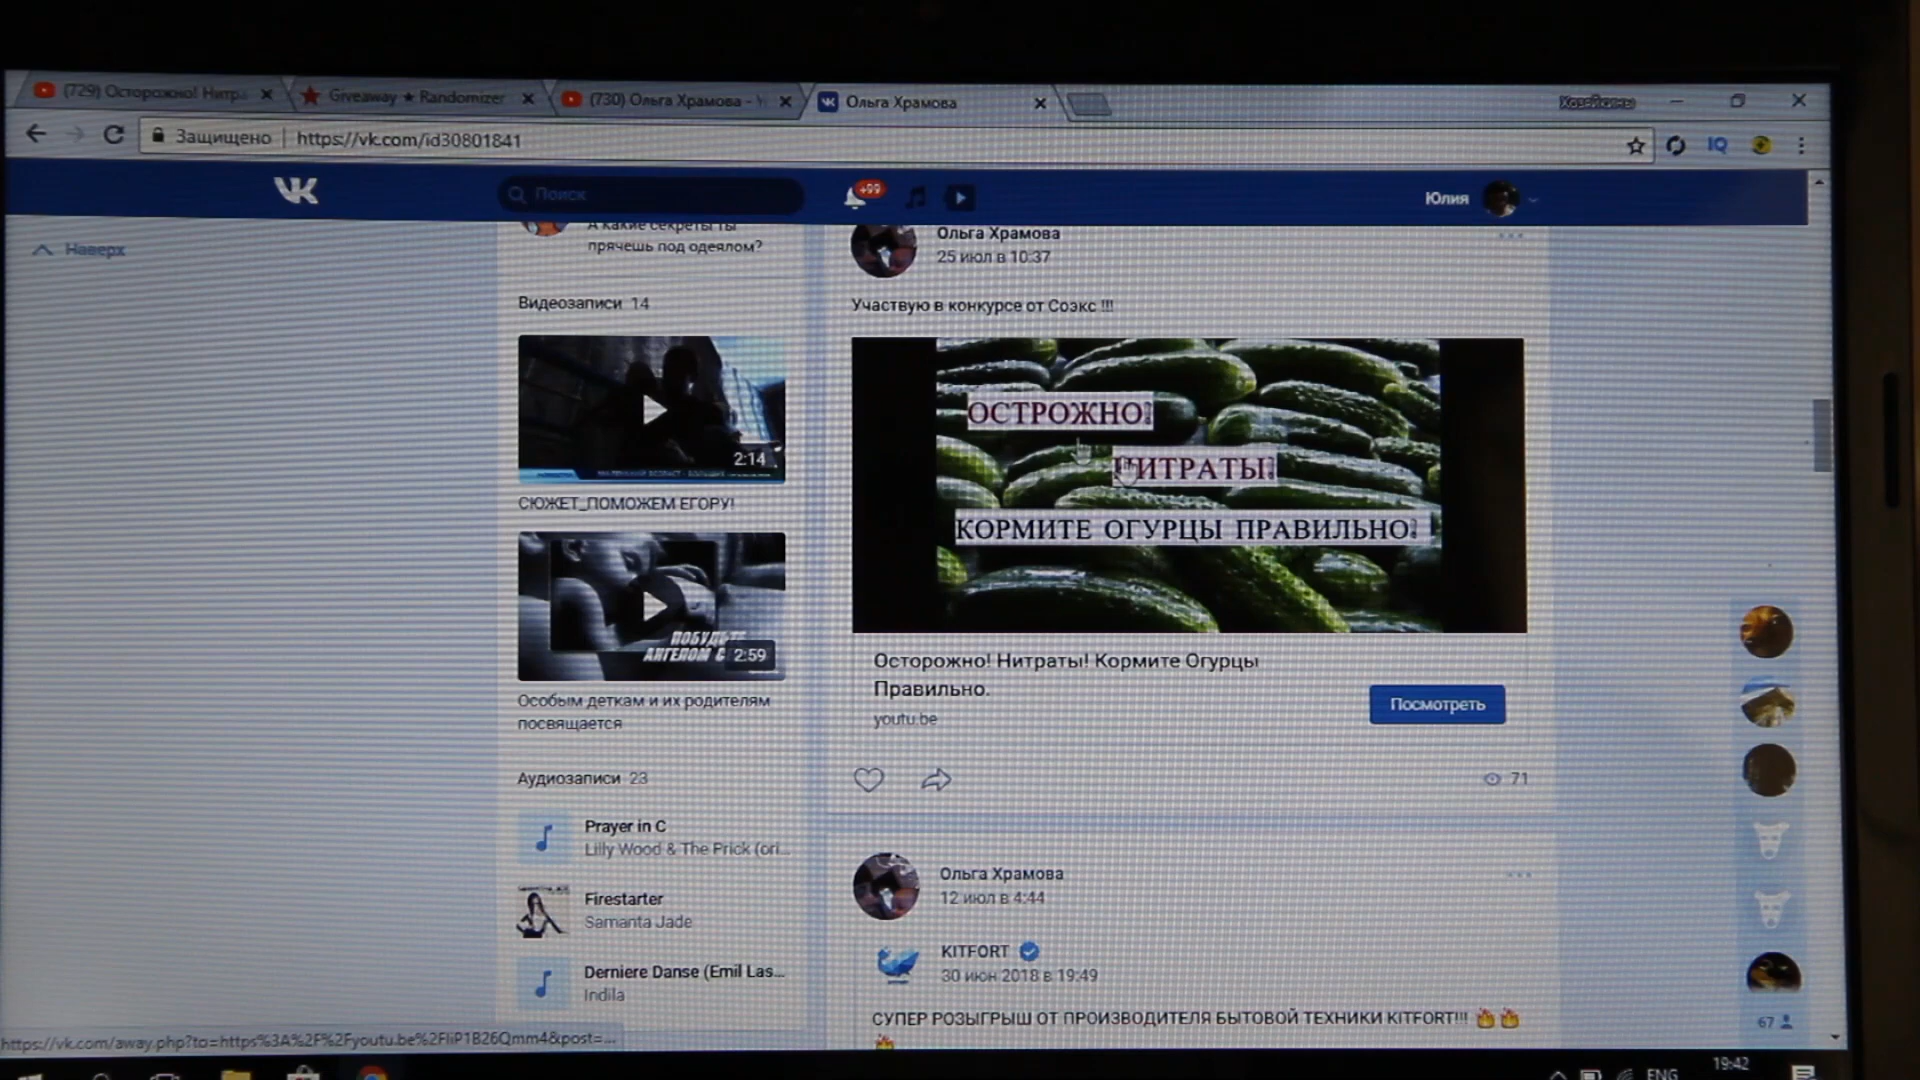 (729) Осторожно! Нитра
Giveaway ★ Randomizer
(730) Ольга Храмова -
Ольга Храмова
Защищено
https://vk.com/id30801841
Поиск
+99
Юлия
Наверх
А какие секреты ты
прячешь под одеялом?
Видеозаписи 14
2:14
СЮЖЕТ_ПОМОЖЕМ ЕГОРУ!
2:59
Особым деткам и их родителям
посвящается
Аудиозаписи 23
Prayer in C
Lilly Wood & The Prick (ori...
Firestarter
Samanta Jade
Derniere Danse (Emil Las...
Indila
Ольга Храмова
25 июл в 10:37
Участвую в конкурсе от Соэкс !!!
ОСТРОЖНО!
НИТРАТЫ!
КОРМИТЕ ОГУРЦЫ ПРАВИЛЬНО!
Осторожно! Нитраты! Кормите Огурцы
Правильно.
youtu.be
Посмотреть
71
Ольга Храмова
12 июл в 4:44
KITFORT
30 июн 2018 в 19:49
СУПЕР РОЗЫГРЫШ ОТ ПРОИЗВОДИТЕЛЯ БЫТОВОЙ ТЕХНИКИ KITFORT!!! 🔥🔥
🔥
67
https://vk.com/away.php?to=https%3A%2F%2Fyoutu.be%2FIiP1B26Qmm4&post=...
ENG
19:42